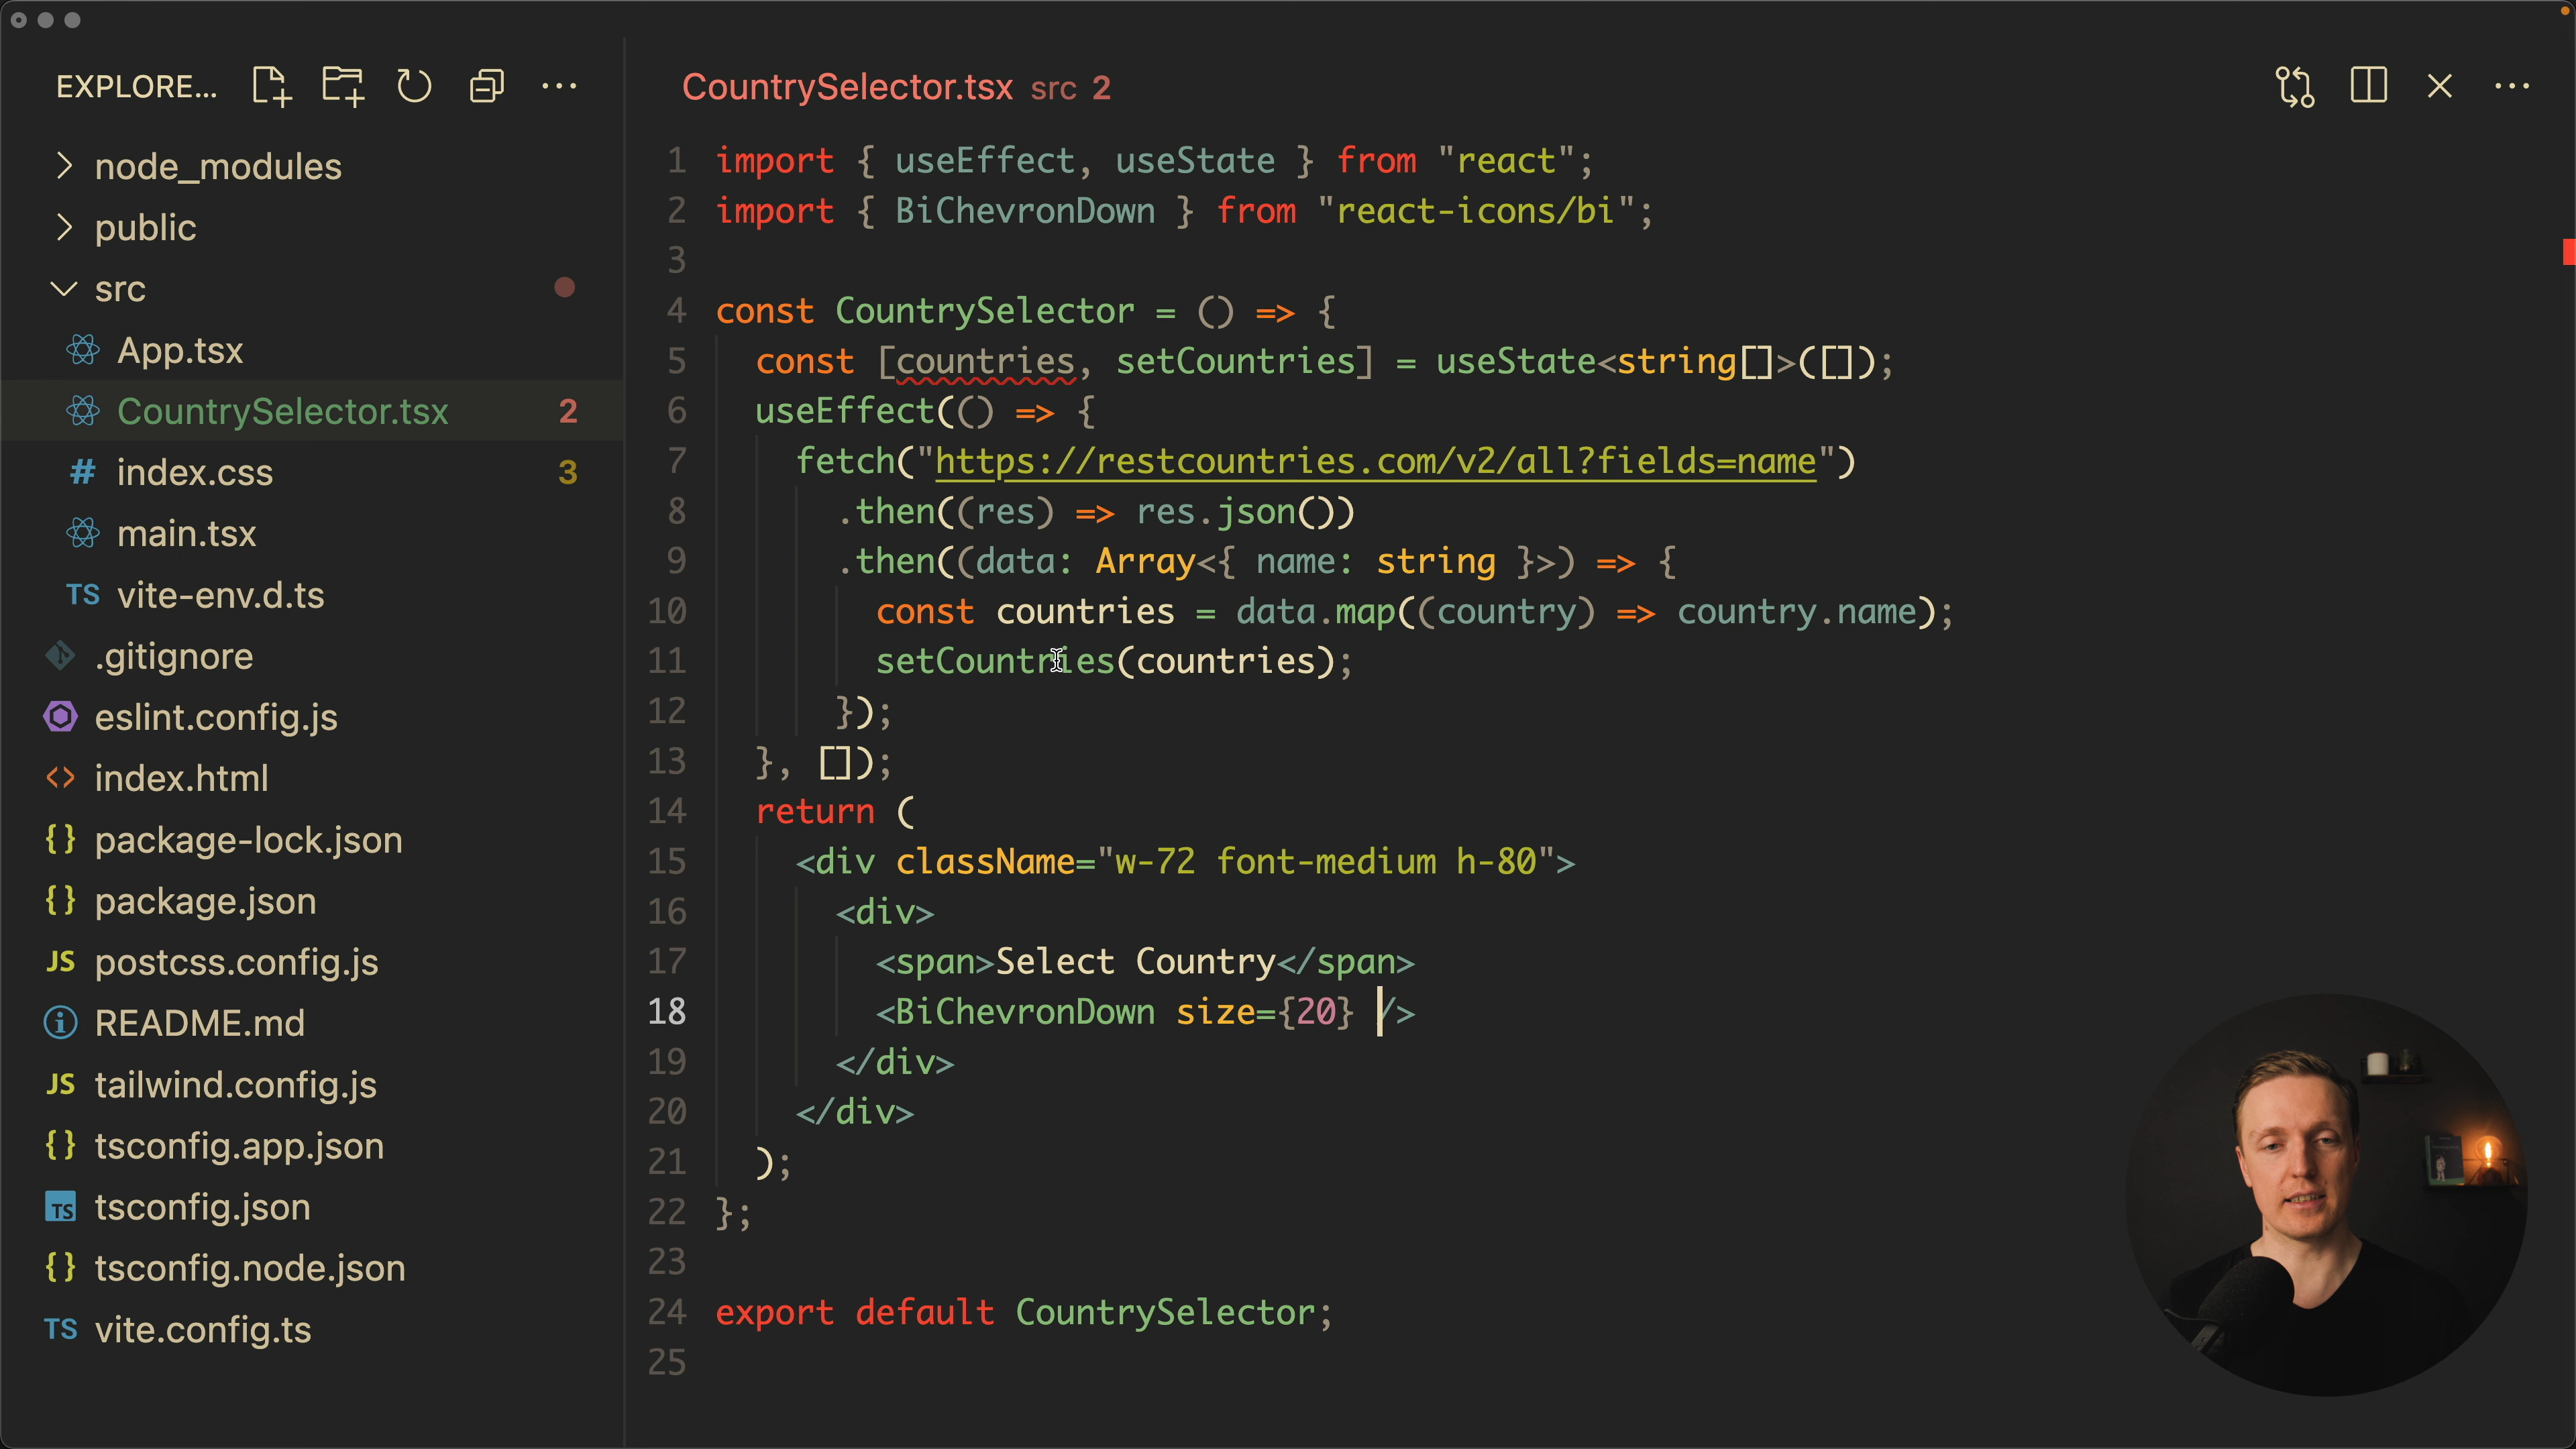 EXPLORE...
node_modules
public
src
App.tsx
CountrySelector.tsx 2
# index.css 3
main.tsx
TS vite-env.d.ts
.gitignore
eslint.config.js
<> index.html
{} package-lock.json
{} package.json
JS postcss.config.js
README.md
JS tailwind.config.js
{} tsconfig.app.json
TS tsconfig.json
{} tsconfig.node.json
TS vite.config.ts
CountrySelector.tsx src 2
1 import { useEffect, useState } from "react";
2 import { BiChevronDown } from "react-icons/bi";
3
4 const CountrySelector = () => {
5 const [countries, setCountries] = useState<string[]>([]);
6 useEffect(() => {
7 fetch("https://restcountries.com/v2/all?fields=name")
8 .then((res) => res.json())
9 .then((data: Array<{ name: string }>) => {
10 const countries = data.map((country) => country.name);
11 setCountries(countries);
12 });
13 }, []);
14 return (
15 <div className="w-72 font-medium h-80">
16 <div>
17 <span>Select Country</span>
18 <BiChevronDown size={20} />
19 </div>
20 </div>
21 );
22 };
23
24 export default CountrySelector;
25